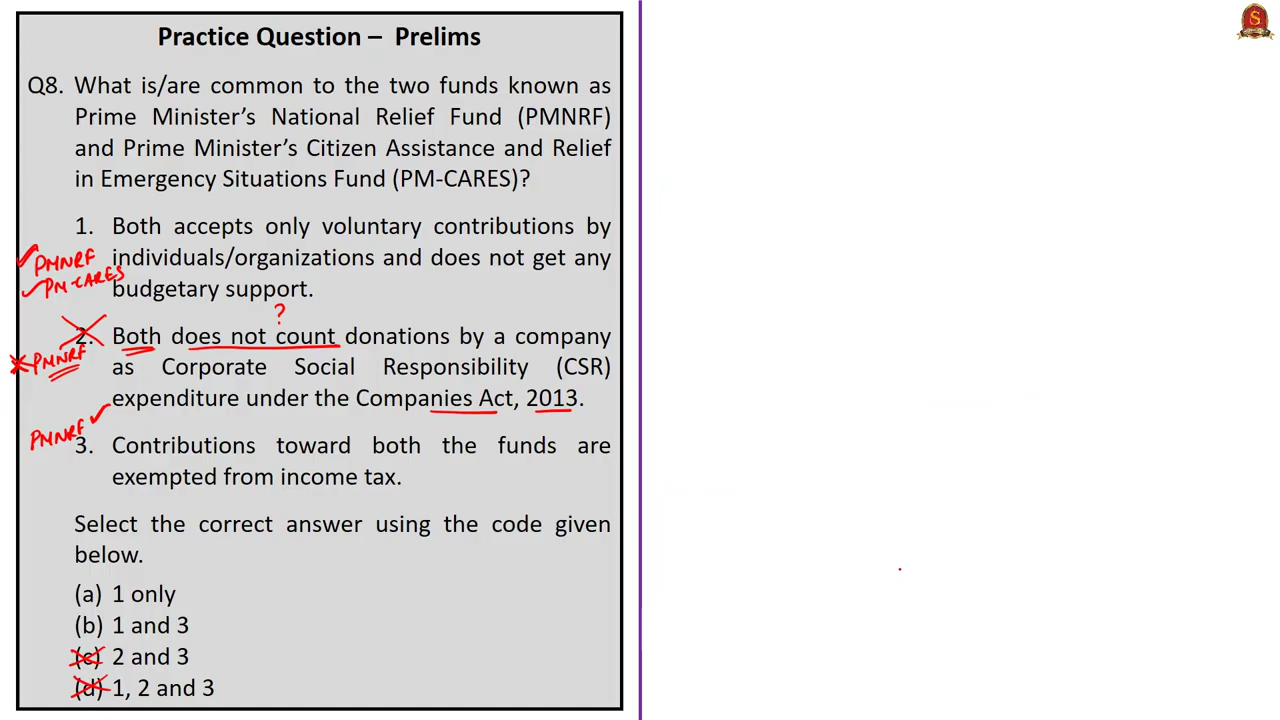 Practice Question – Prelims
Q8. What is/are common to the two funds known as
Prime Minister’s National Relief Fund (PMNRF)
and Prime Minister’s Citizen Assistance and Relief
in Emergency Situations Fund (PM-CARES)?
1. Both accepts only voluntary contributions by
PMNRF individuals/organizations and does not get any
PM-CARES budgetary support.
?
2. Both does not count donations by a company
PMNRF as Corporate Social Responsibility (CSR)
expenditure under the Companies Act, 2013.
PMNRF 3. Contributions toward both the funds are
exempted from income tax.
Select the correct answer using the code given
below.
(a) 1 only
(b) 1 and 3
(c) 2 and 3
(d) 1, 2 and 3
S